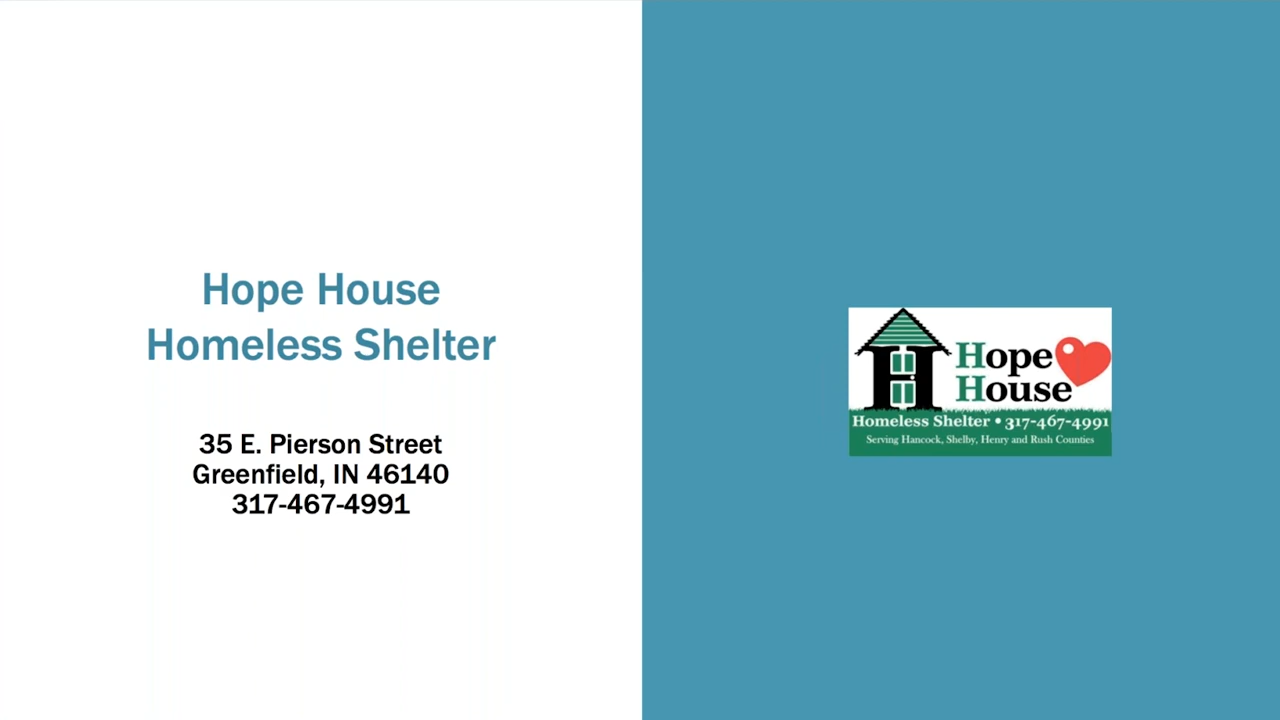 Hope House
Homeless Shelter
35 E. Pierson Street
Greenfield, IN 46140
317-467-4991
Hope
House
Homeless Shelter • 317-467-4991
Serving Hancock, Shelby, Henry and Rush Counties